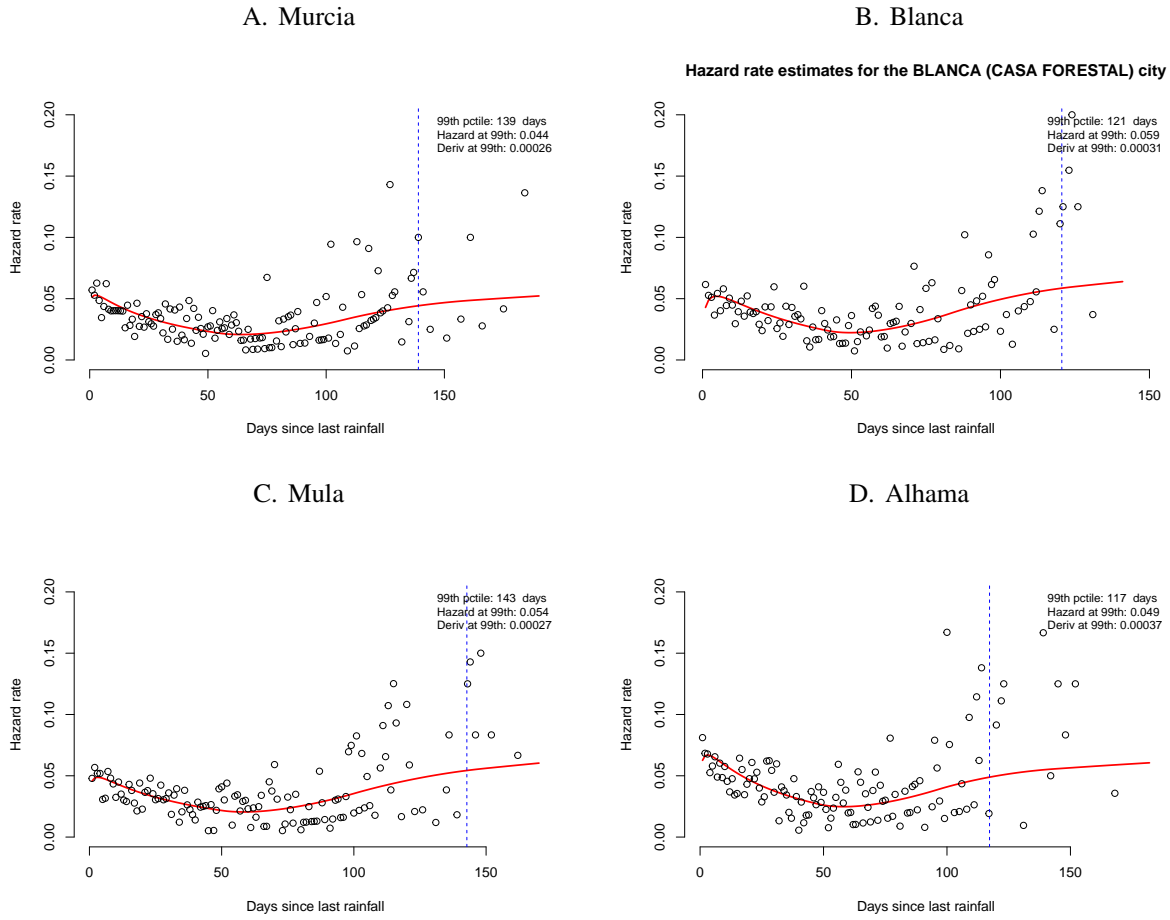 A. Murcia
0.20
0.15
0.10
0.05
0.00
Hazard rate
99th pctile: 139 days
Hazard at 99th: 0.044
Deriv at 99th: 0.00026
0 50 100 150
Days since last rainfall
B. Blanca
Hazard rate estimates for the BLANCA (CASA FORESTAL) city
0.20
0.15
0.10
0.05
0.00
Hazard rate
99th pctile: 121 days
Hazard at 99th: 0.059
Deriv at 99th: 0.00031
0 50 100 150
Days since last rainfall
C. Mula
0.20
0.15
0.10
0.05
0.00
Hazard rate
99th pctile: 143 days
Hazard at 99th: 0.054
Deriv at 99th: 0.00027
0 50 100 150
Days since last rainfall
D. Alhama
0.20
0.15
0.10
0.05
0.00
Hazard rate
99th pctile: 117 days
Hazard at 99th: 0.049
Deriv at 99th: 0.00037
0 50 100 150
Days since last rainfall